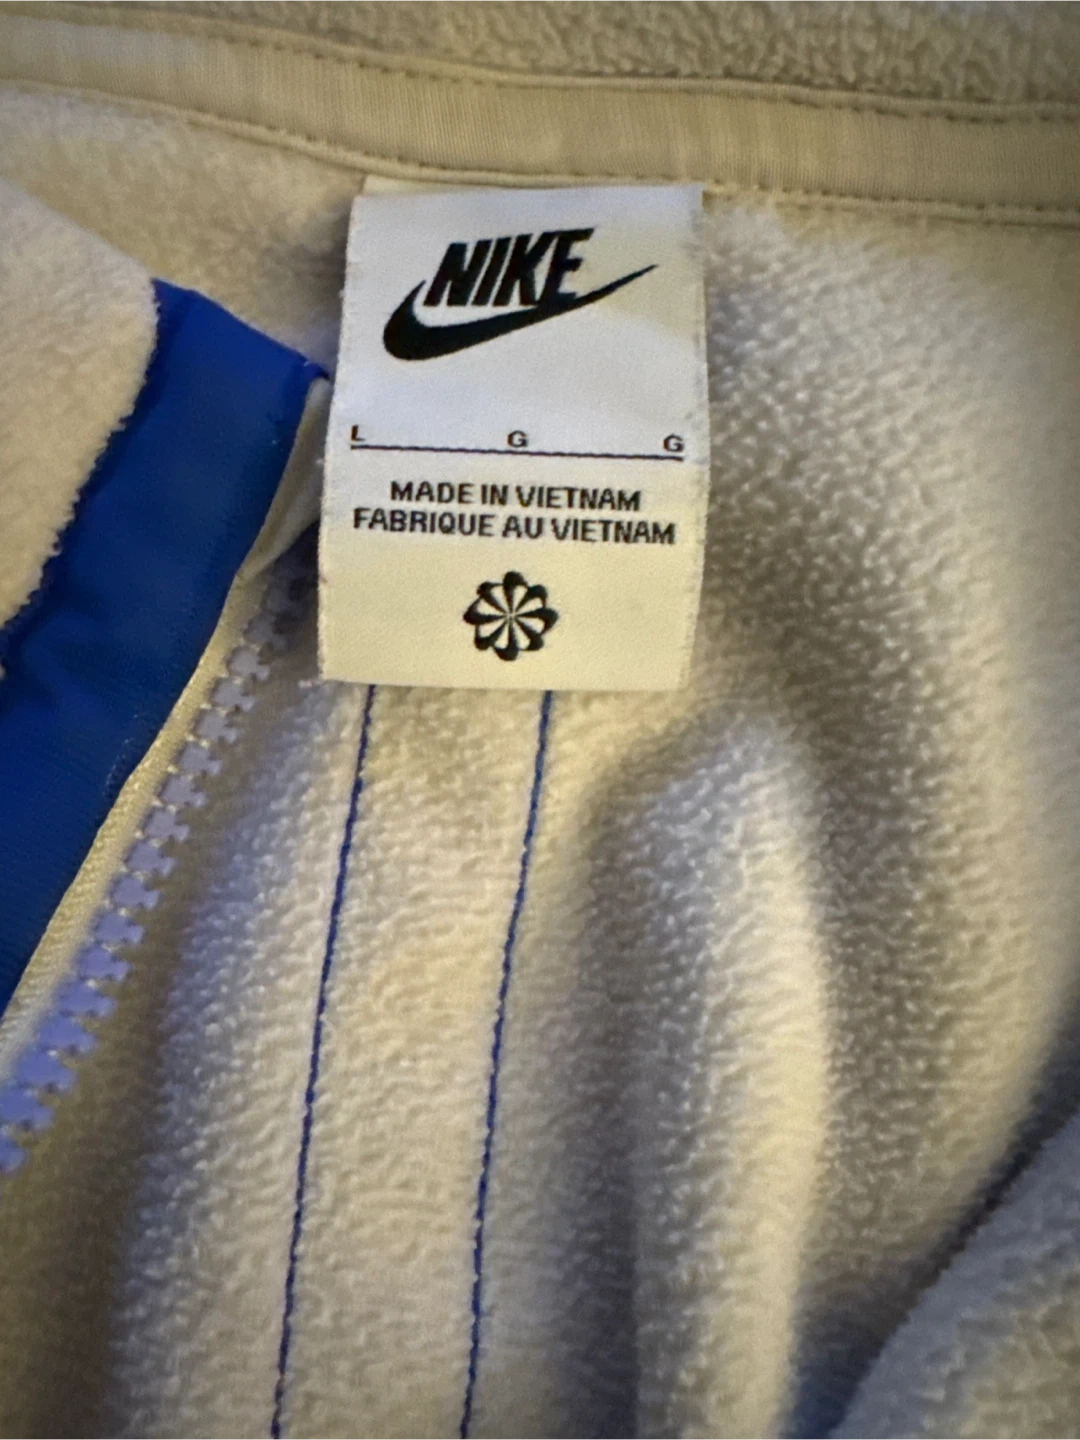 NIKE
L G G
MADE IN VIETNAM
FABRIQUE AU VIETNAM